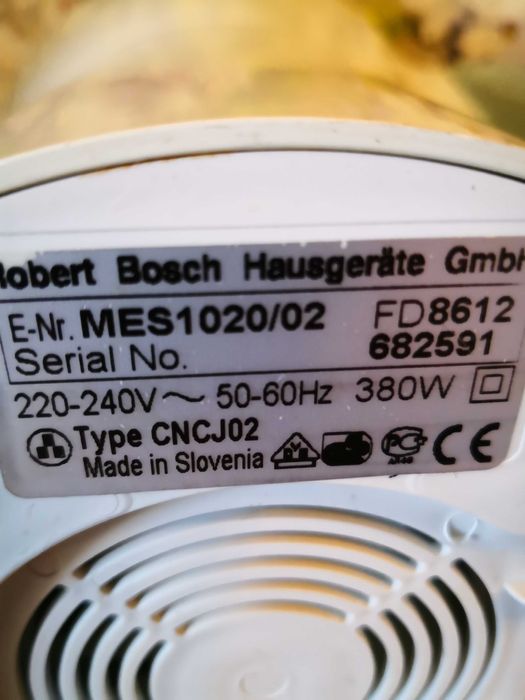 Robert Bosch Hausgeräte GmbH
E-Nr. MES1020/02 FD8612
Serial No. 682591
220-240V~ 50-60Hz 380W
Type CNCJ02
Made in Slovenia
CE